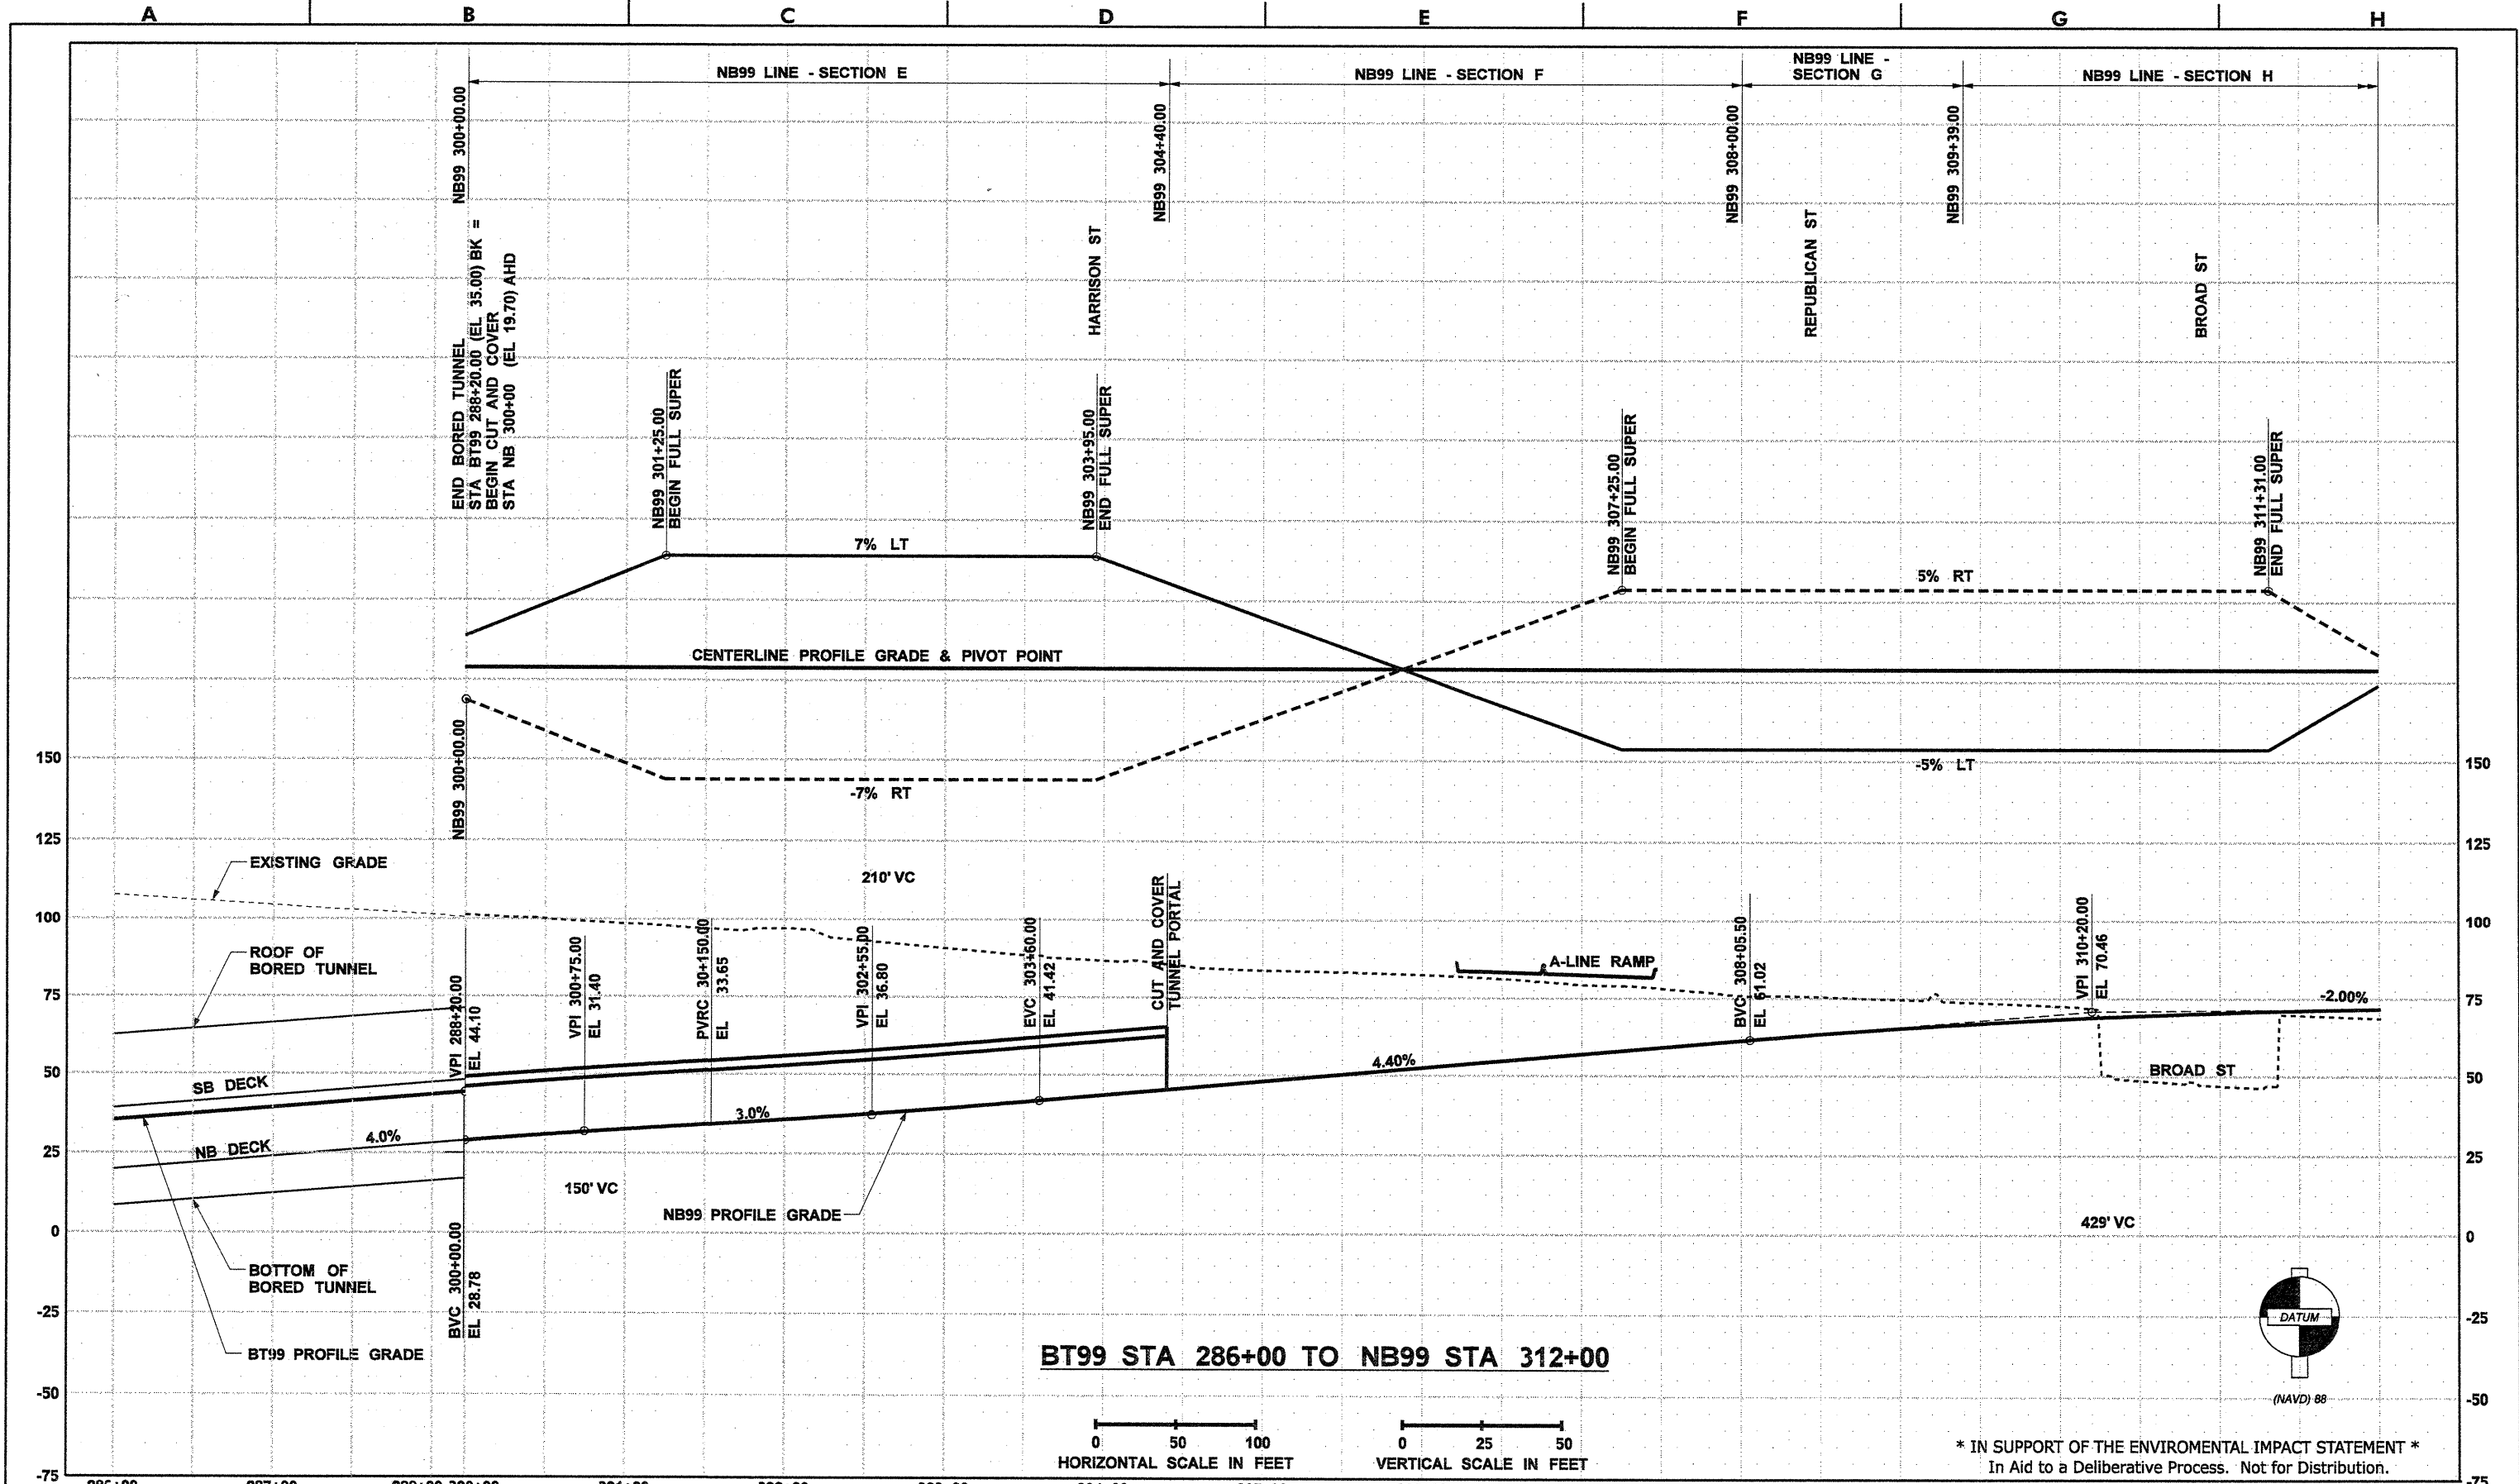 A B C D E F G H
NB99 LINE - SECTION E
NB99 LINE - SECTION F
NB99 LINE -
SECTION G
NB99 LINE - SECTION H
NB99 300+00.00
NB99 304+40.00
NB99 308+00.00
NB99 309+39.00
END BORED TUNNEL
STA BT99 288+20.00 (EL 35.00) BK =
BEGIN CUT AND COVER
STA NB 300+00 (EL 19.70) AHD
HARRISON ST
REPUBLICAN ST
BROAD ST
NB99 301+25.00
BEGIN FULL SUPER
NB99 303+95.00
END FULL SUPER
NB99 307+25.00
BEGIN FULL SUPER
NB99 311+31.00
END FULL SUPER
7% LT
5% RT
CENTERLINE PROFILE GRADE & PIVOT POINT
NB99 300+00.00
-7% RT
-5% LT
150
125
100
75
50
25
0
-25
-50
-75
150
125
100
75
50
25
0
-25
-50
-75
EXISTING GRADE
210' VC
ROOF OF
BORED TUNNEL
VPI 288+20.00
EL 44.10
VPI 300+75.00
EL 31.40
PVRC 30+150.00
EL 33.65
VPI 302+55.00
EL 36.80
EVC 303+60.00
EL 41.42
CUT AND COVER
TUNNEL PORTAL
A-LINE RAMP
BVC 308+05.50
EL 61.02
VPI 310+20.00
EL 70.46
-2.00%
SB DECK
NB DECK
4.0%
3.0%
4.40%
BROAD ST
150' VC
NB99 PROFILE GRADE
429' VC
BOTTOM OF
BORED TUNNEL
BVC 300+00.00
EL 28.78
BT99 PROFILE GRADE
BT99 STA 286+00 TO NB99 STA 312+00
DATUM
(NAVD) 88
0 50 100
HORIZONTAL SCALE IN FEET
0 25 50
VERTICAL SCALE IN FEET
* IN SUPPORT OF THE ENVIROMENTAL IMPACT STATEMENT *
In Aid to a Deliberative Process. Not for Distribution.